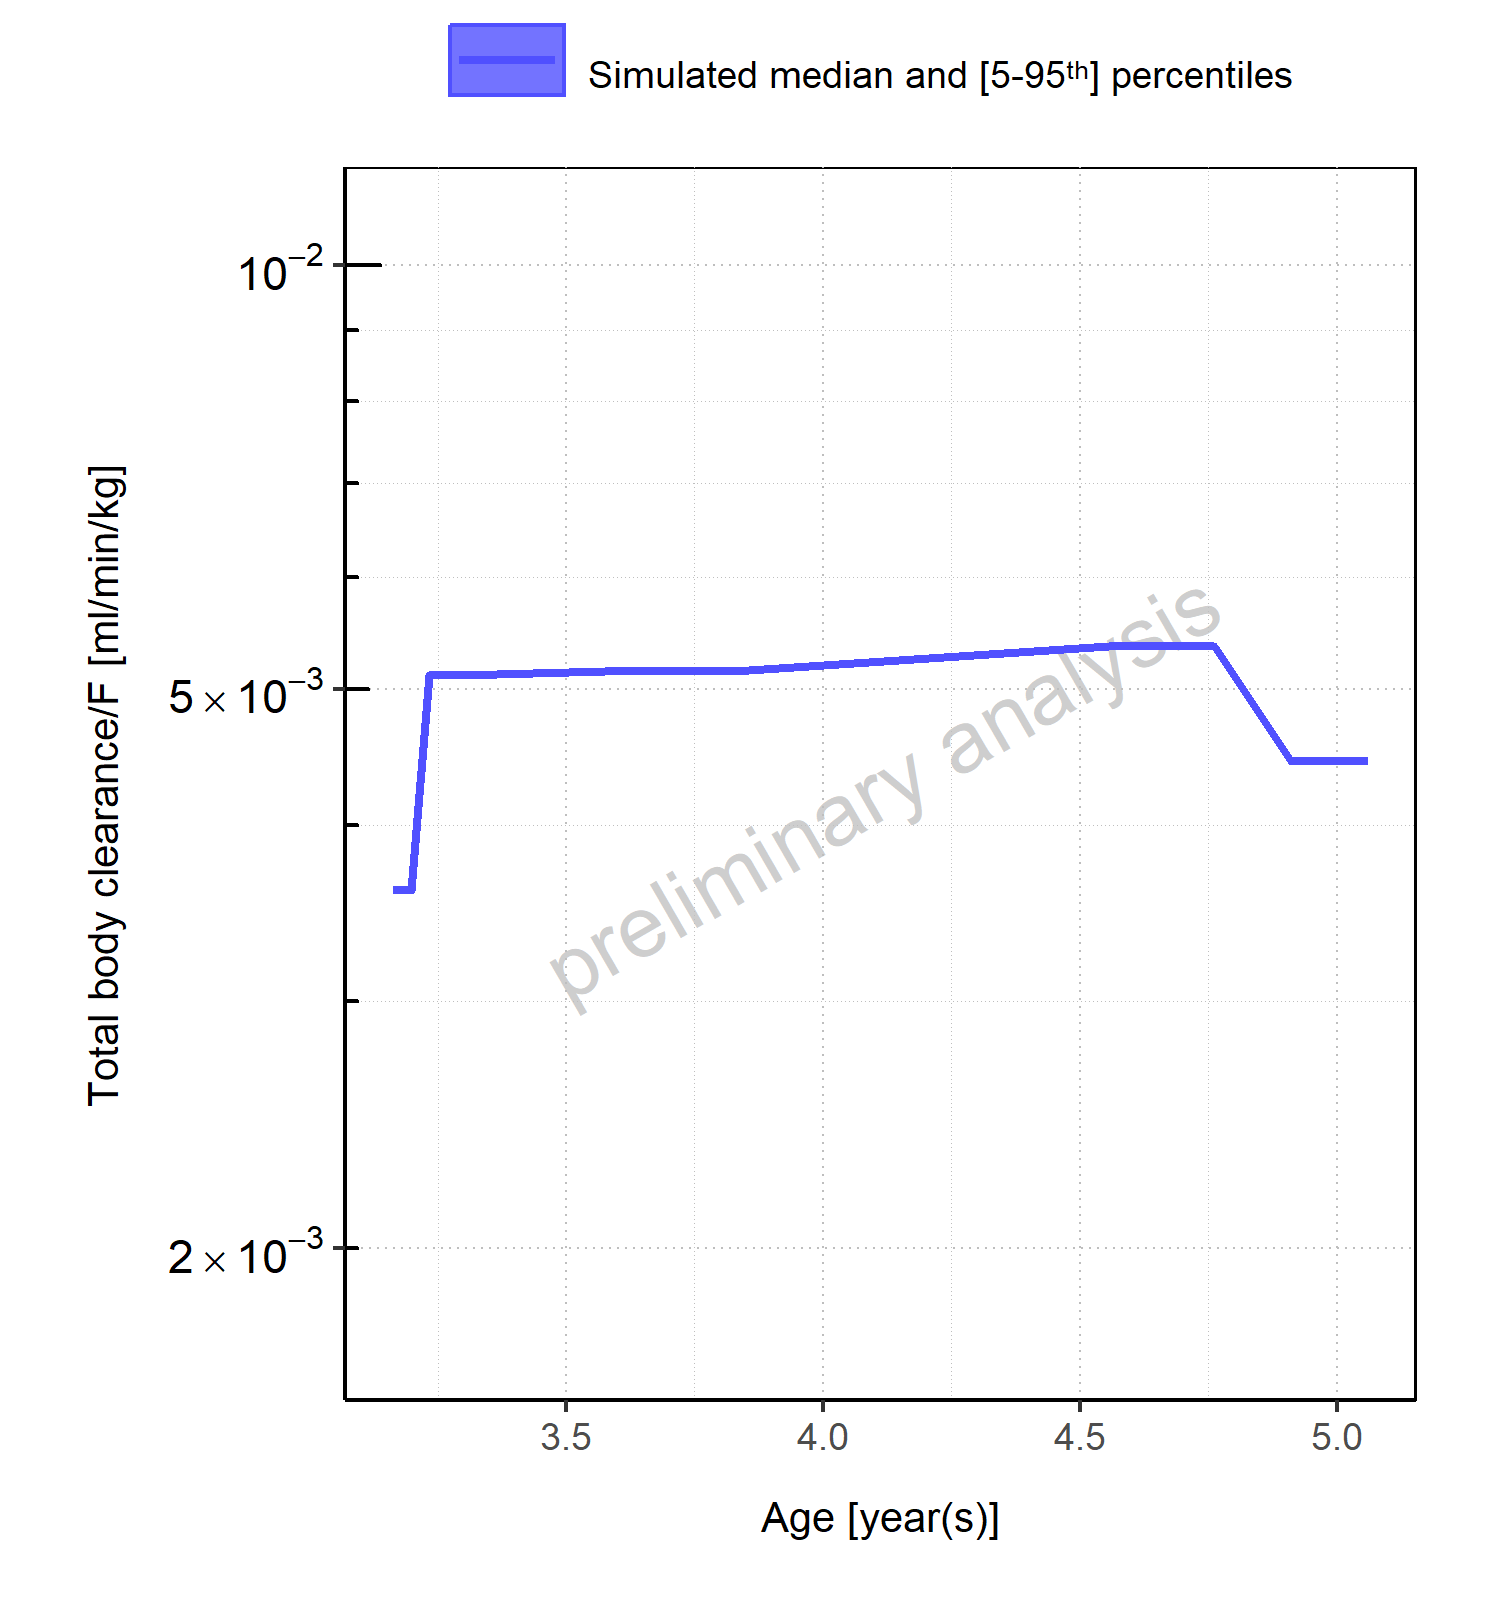 Simulated median and [5-95th] percentiles
Total body clearance/F [ml/min/kg]
10−2
5 × 10−3
2 × 10−3
preliminary analysis
3.5 4.0 4.5 5.0
Age [year(s)]